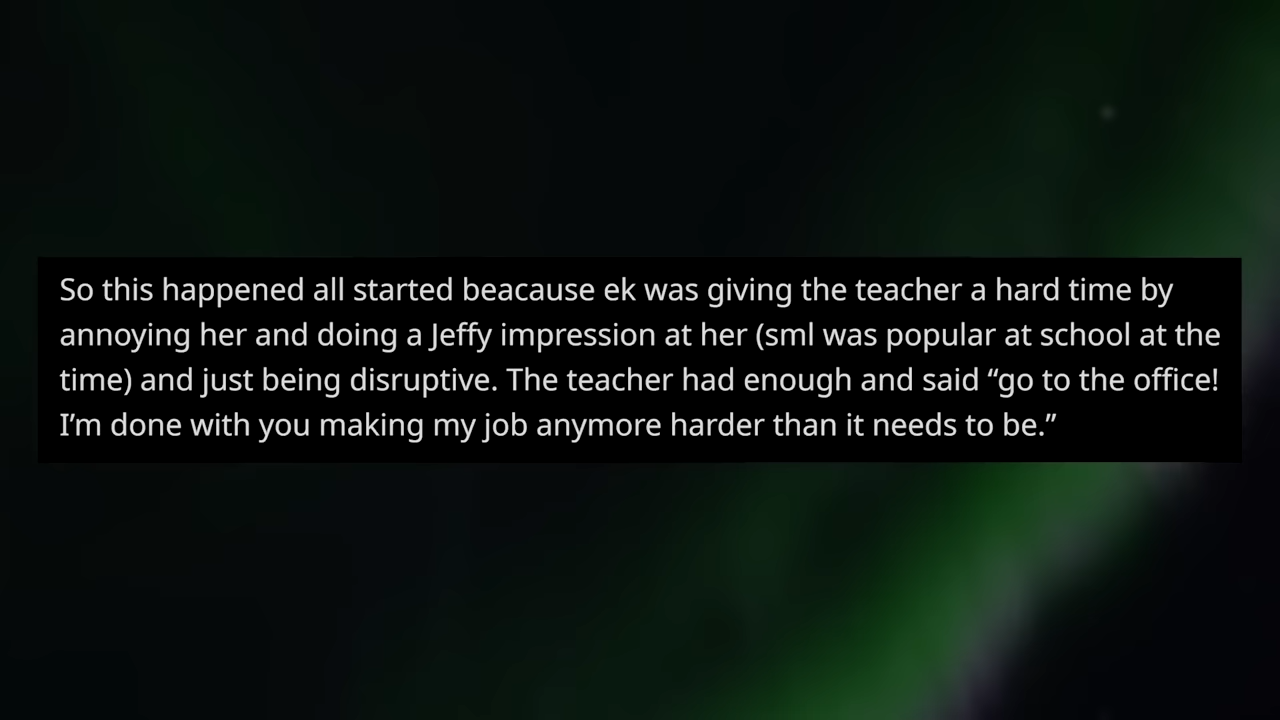 So this happened all started beacause ek was giving the teacher a hard time by
annoying her and doing a Jeffy impression at her (sml was popular at school at the
time) and just being disruptive. The teacher had enough and said “go to the office!
I’m done with you making my job anymore harder than it needs to be.”